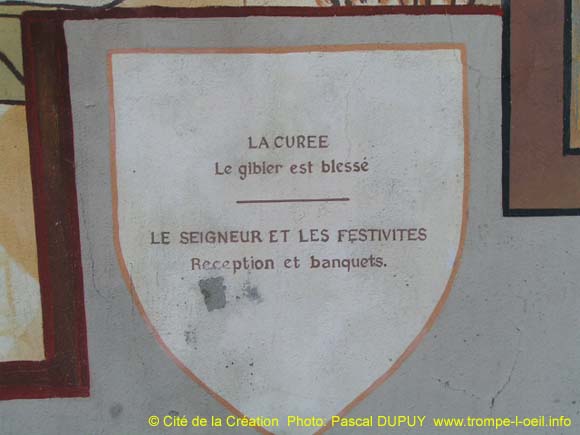 LA CUREE
Le gibier est blessé
LE SEIGNEUR ET LES FESTIVITES
Reception et banquets.
© Cité de la Création Photo: Pascal DUPUY www.trompe-l-oeil.info